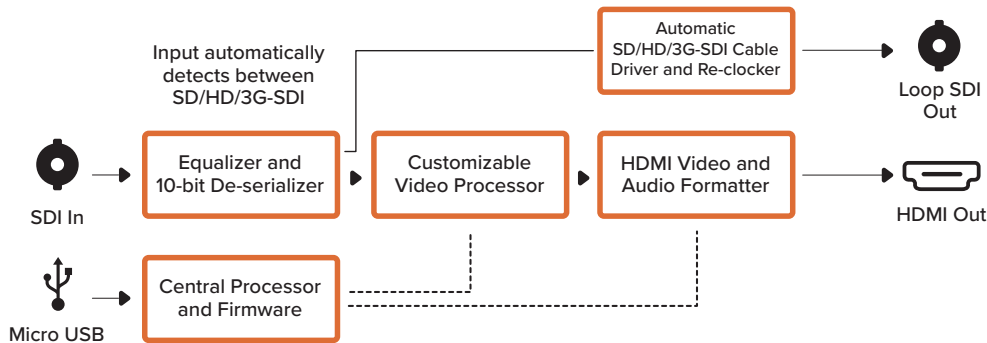 Automatic
SD/HD/3G-SDI Cable
Driver and Re-clocker
Loop SDI
Out
Input automatically
detects between
SD/HD/3G-SDI
SDI In
Equalizer and
10-bit De-serializer
Customizable
Video Processor
HDMI Video and
Audio Formatter
HDMI Out
Micro USB
Central Processor
and Firmware